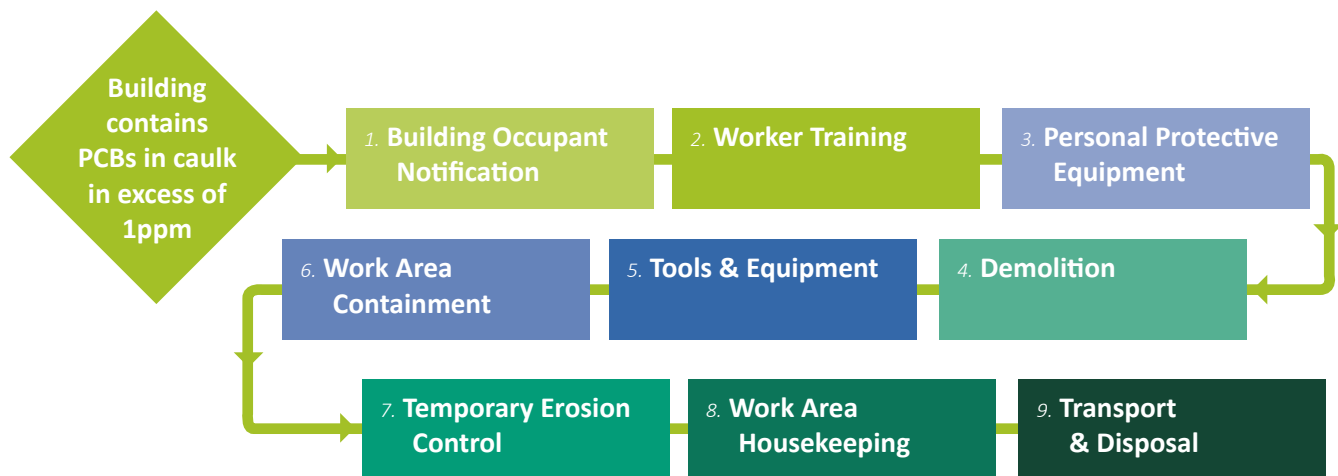 Building
contains
PCBs in caulk
in excess of
1ppm
1. Building Occupant
Notification
2. Worker Training
3. Personal Protective
Equipment
4. Demolition
5. Tools & Equipment
6. Work Area
Containment
7. Temporary Erosion
Control
8. Work Area
Housekeeping
9. Transport
& Disposal